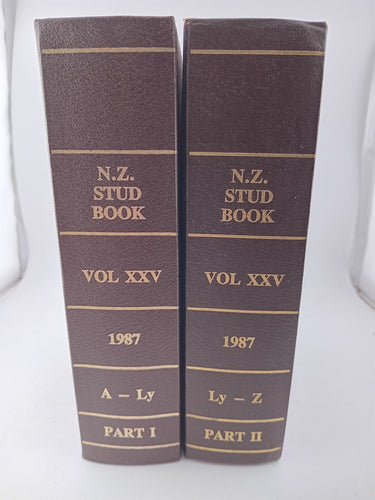 N.Z.
STUD
BOOK
VOL XXV
1987
A – Ly
PART I
N.Z.
STUD
BOOK
VOL XXV
1987
Ly – Z
PART II